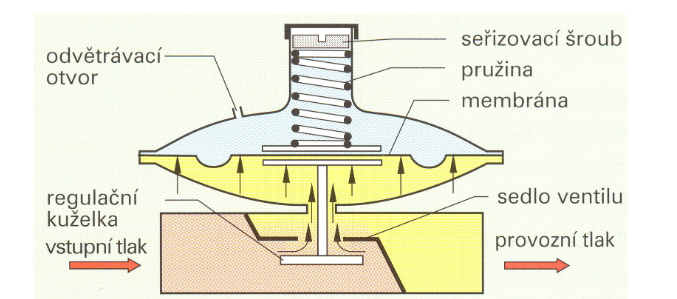 odvětrávací
otvor
seřizovací šroub
pružina
membrána
regulační
kuželka
vstupní tlak
sedlo ventilu
provozní tlak